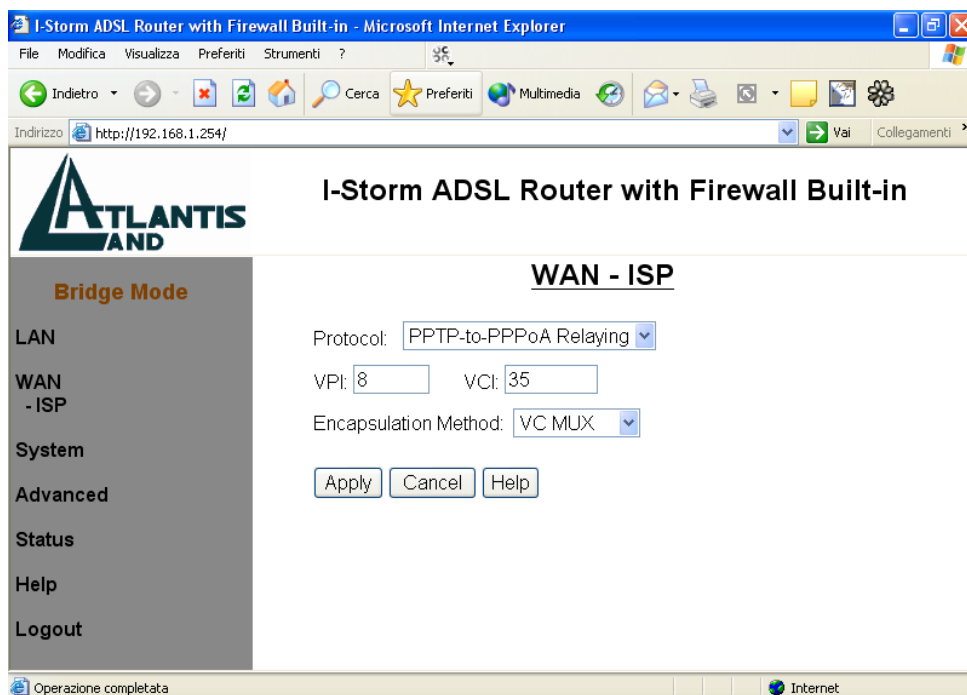 I-Storm ADSL Router with Firewall Built-in - Microsoft Internet Explorer
File Modifica Visualizza Preferiti Strumenti ?
Indietro Cerca Preferiti Multimedia
Indirizzo http://192.168.1.254/ Vai Collegamenti
ATLANTIS
LAND
I-Storm ADSL Router with Firewall Built-in
Bridge Mode
LAN
WAN
- ISP
System
Advanced
Status
Help
Logout
WAN - ISP
Protocol: PPTP-to-PPPoA Relaying
VPI: 8 VCI: 35
Encapsulation Method: VC MUX
Apply Cancel Help
Operazione completata Internet